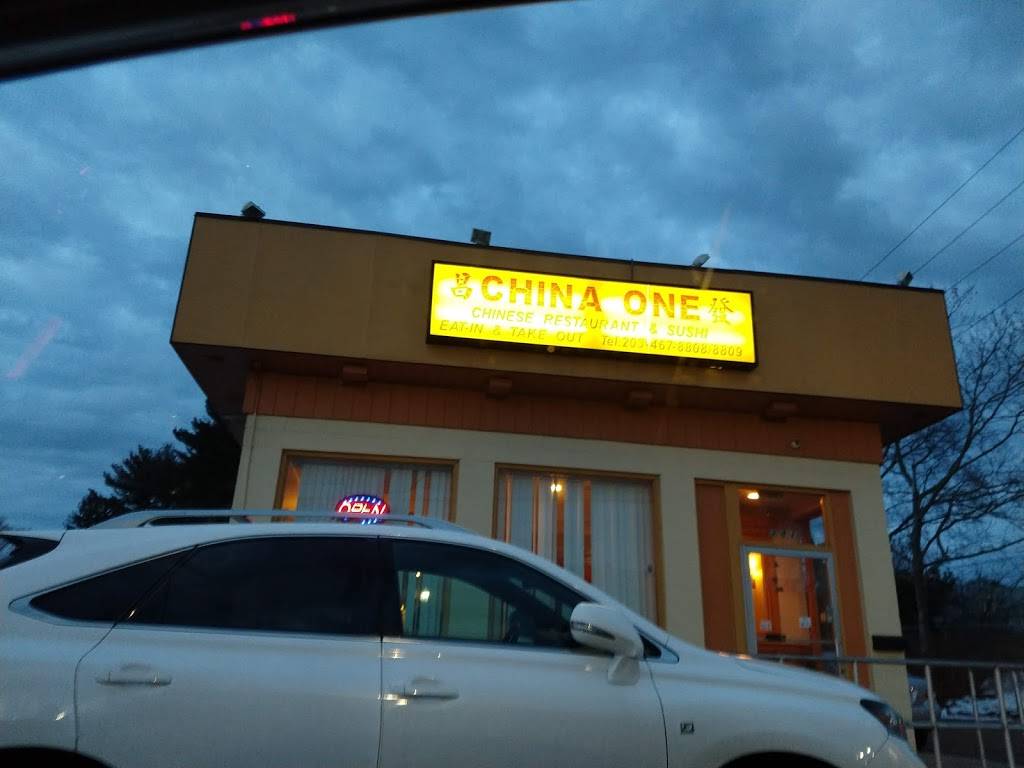 昌 CHINA ONE 發
CHINESE RESTAURANT & SUSHI
EAT-IN & TAKE OUT Tel:203-467-8808/8809
OPEN